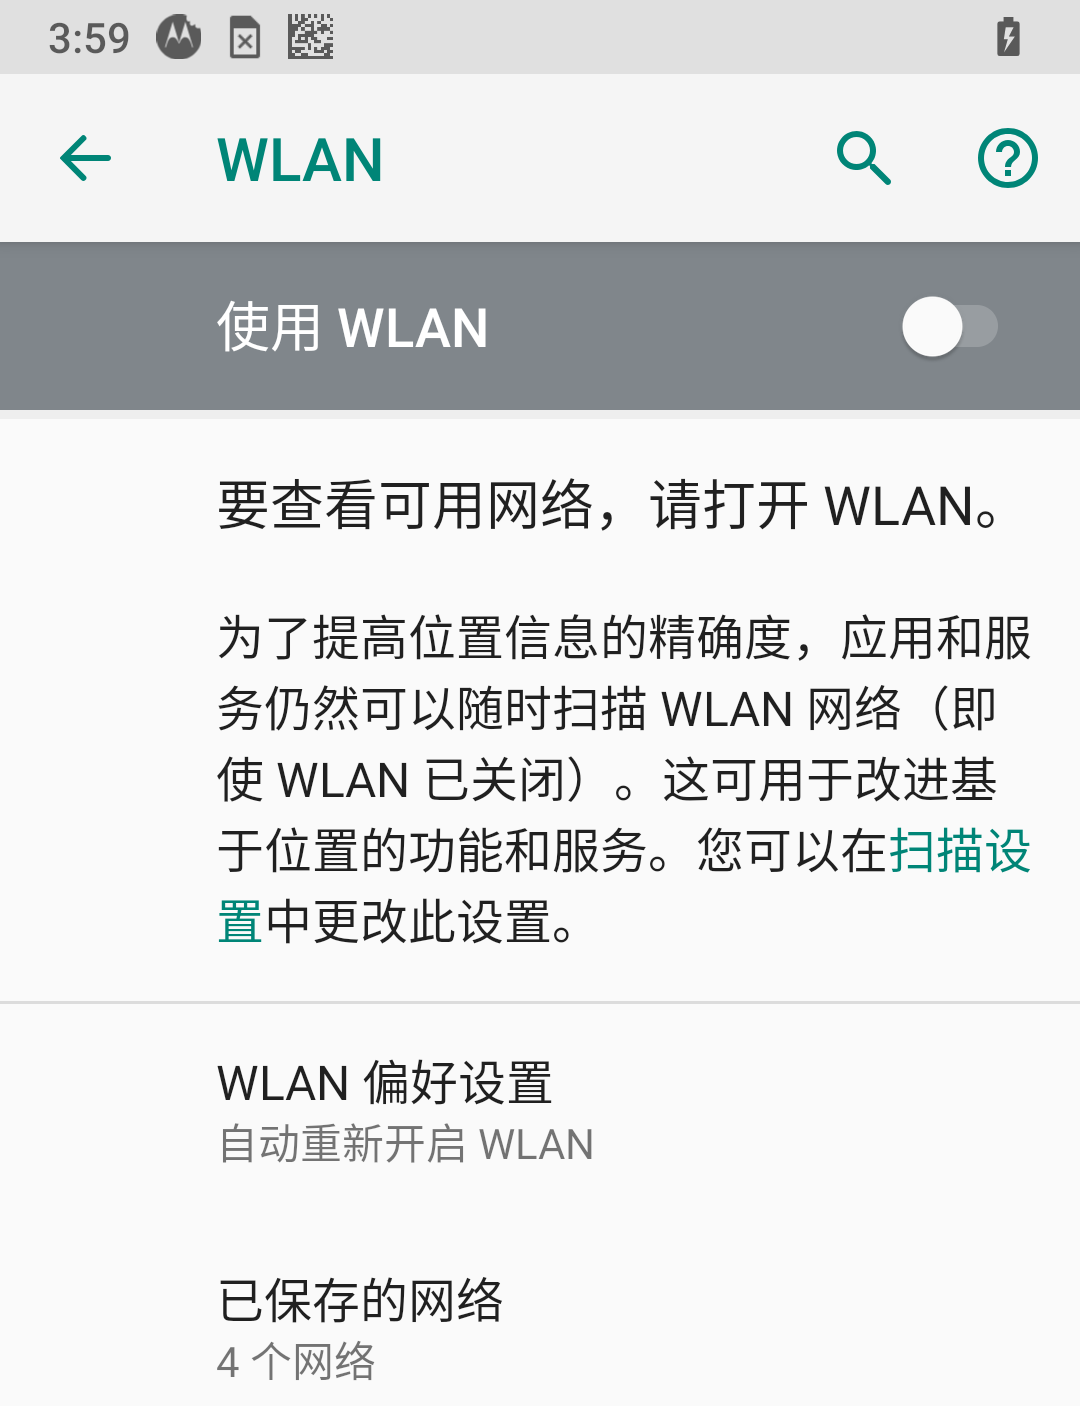 3:59
WLAN
使用 WLAN
要查看可用网络，请打开 WLAN。
为了提高位置信息的精确度，应用和服
务仍然可以随时扫描 WLAN 网络（即
使 WLAN 已关闭）。这可用于改进基
于位置的功能和服务。您可以在扫描设
置中更改此设置。
WLAN 偏好设置
自动重新开启 WLAN
已保存的网络
4 个网络